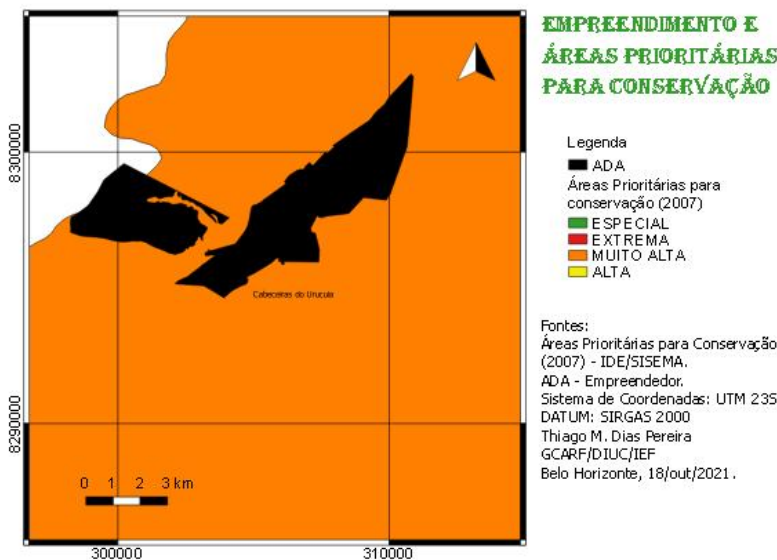 EMPREENDIMENTO E
ÁREAS PRIORITÁRIAS
PARA CONSERVAÇÃO
Legenda
ADA
Áreas Prioritárias para
conservação (2007)
ESPECIAL
EXTREMA
MUITO ALTA
ALTA
8300000
Cabeceiras do Urucuia
8290000
0 1 2 3 km
300000
310000
Fontes:
Áreas Prioritárias para Conservação
(2007) - IDE/SISEMA.
ADA - Empreendedor.
Sistema de Coordenadas: UTM 23S
DATUM: SIRGAS 2000
Thiago M. Dias Pereira
GCARF/DIUC/IEF
Belo Horizonte, 18/out/2021.